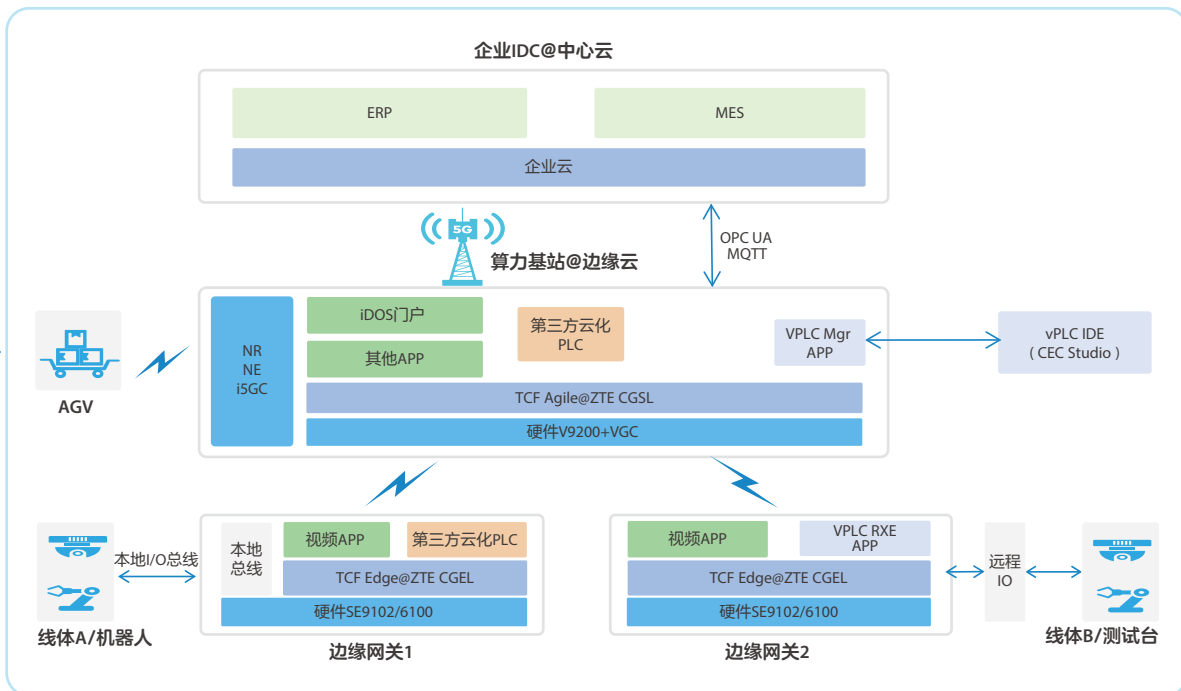 企业IDC@中心云
ERP
MES
企业云
5G
OPC UA
MQTT
算力基站@边缘云
NR
NE
i5GC
iDOS门户
其他APP
第三方云化
PLC
VPLC Mgr
APP
vPLC IDE
( CEC Studio )
TCF Agile@ZTE CGSL
硬件V9200+VGC
AGV
本地I/O总线
线体A/机器人
本地
总线
视频APP
第三方云化PLC
TCF Edge@ZTE CGEL
硬件SE9102/6100
边缘网关1
视频APP
VPLC RXE
APP
TCF Edge@ZTE CGEL
硬件SE9102/6100
边缘网关2
远程
IO
线体B/测试台